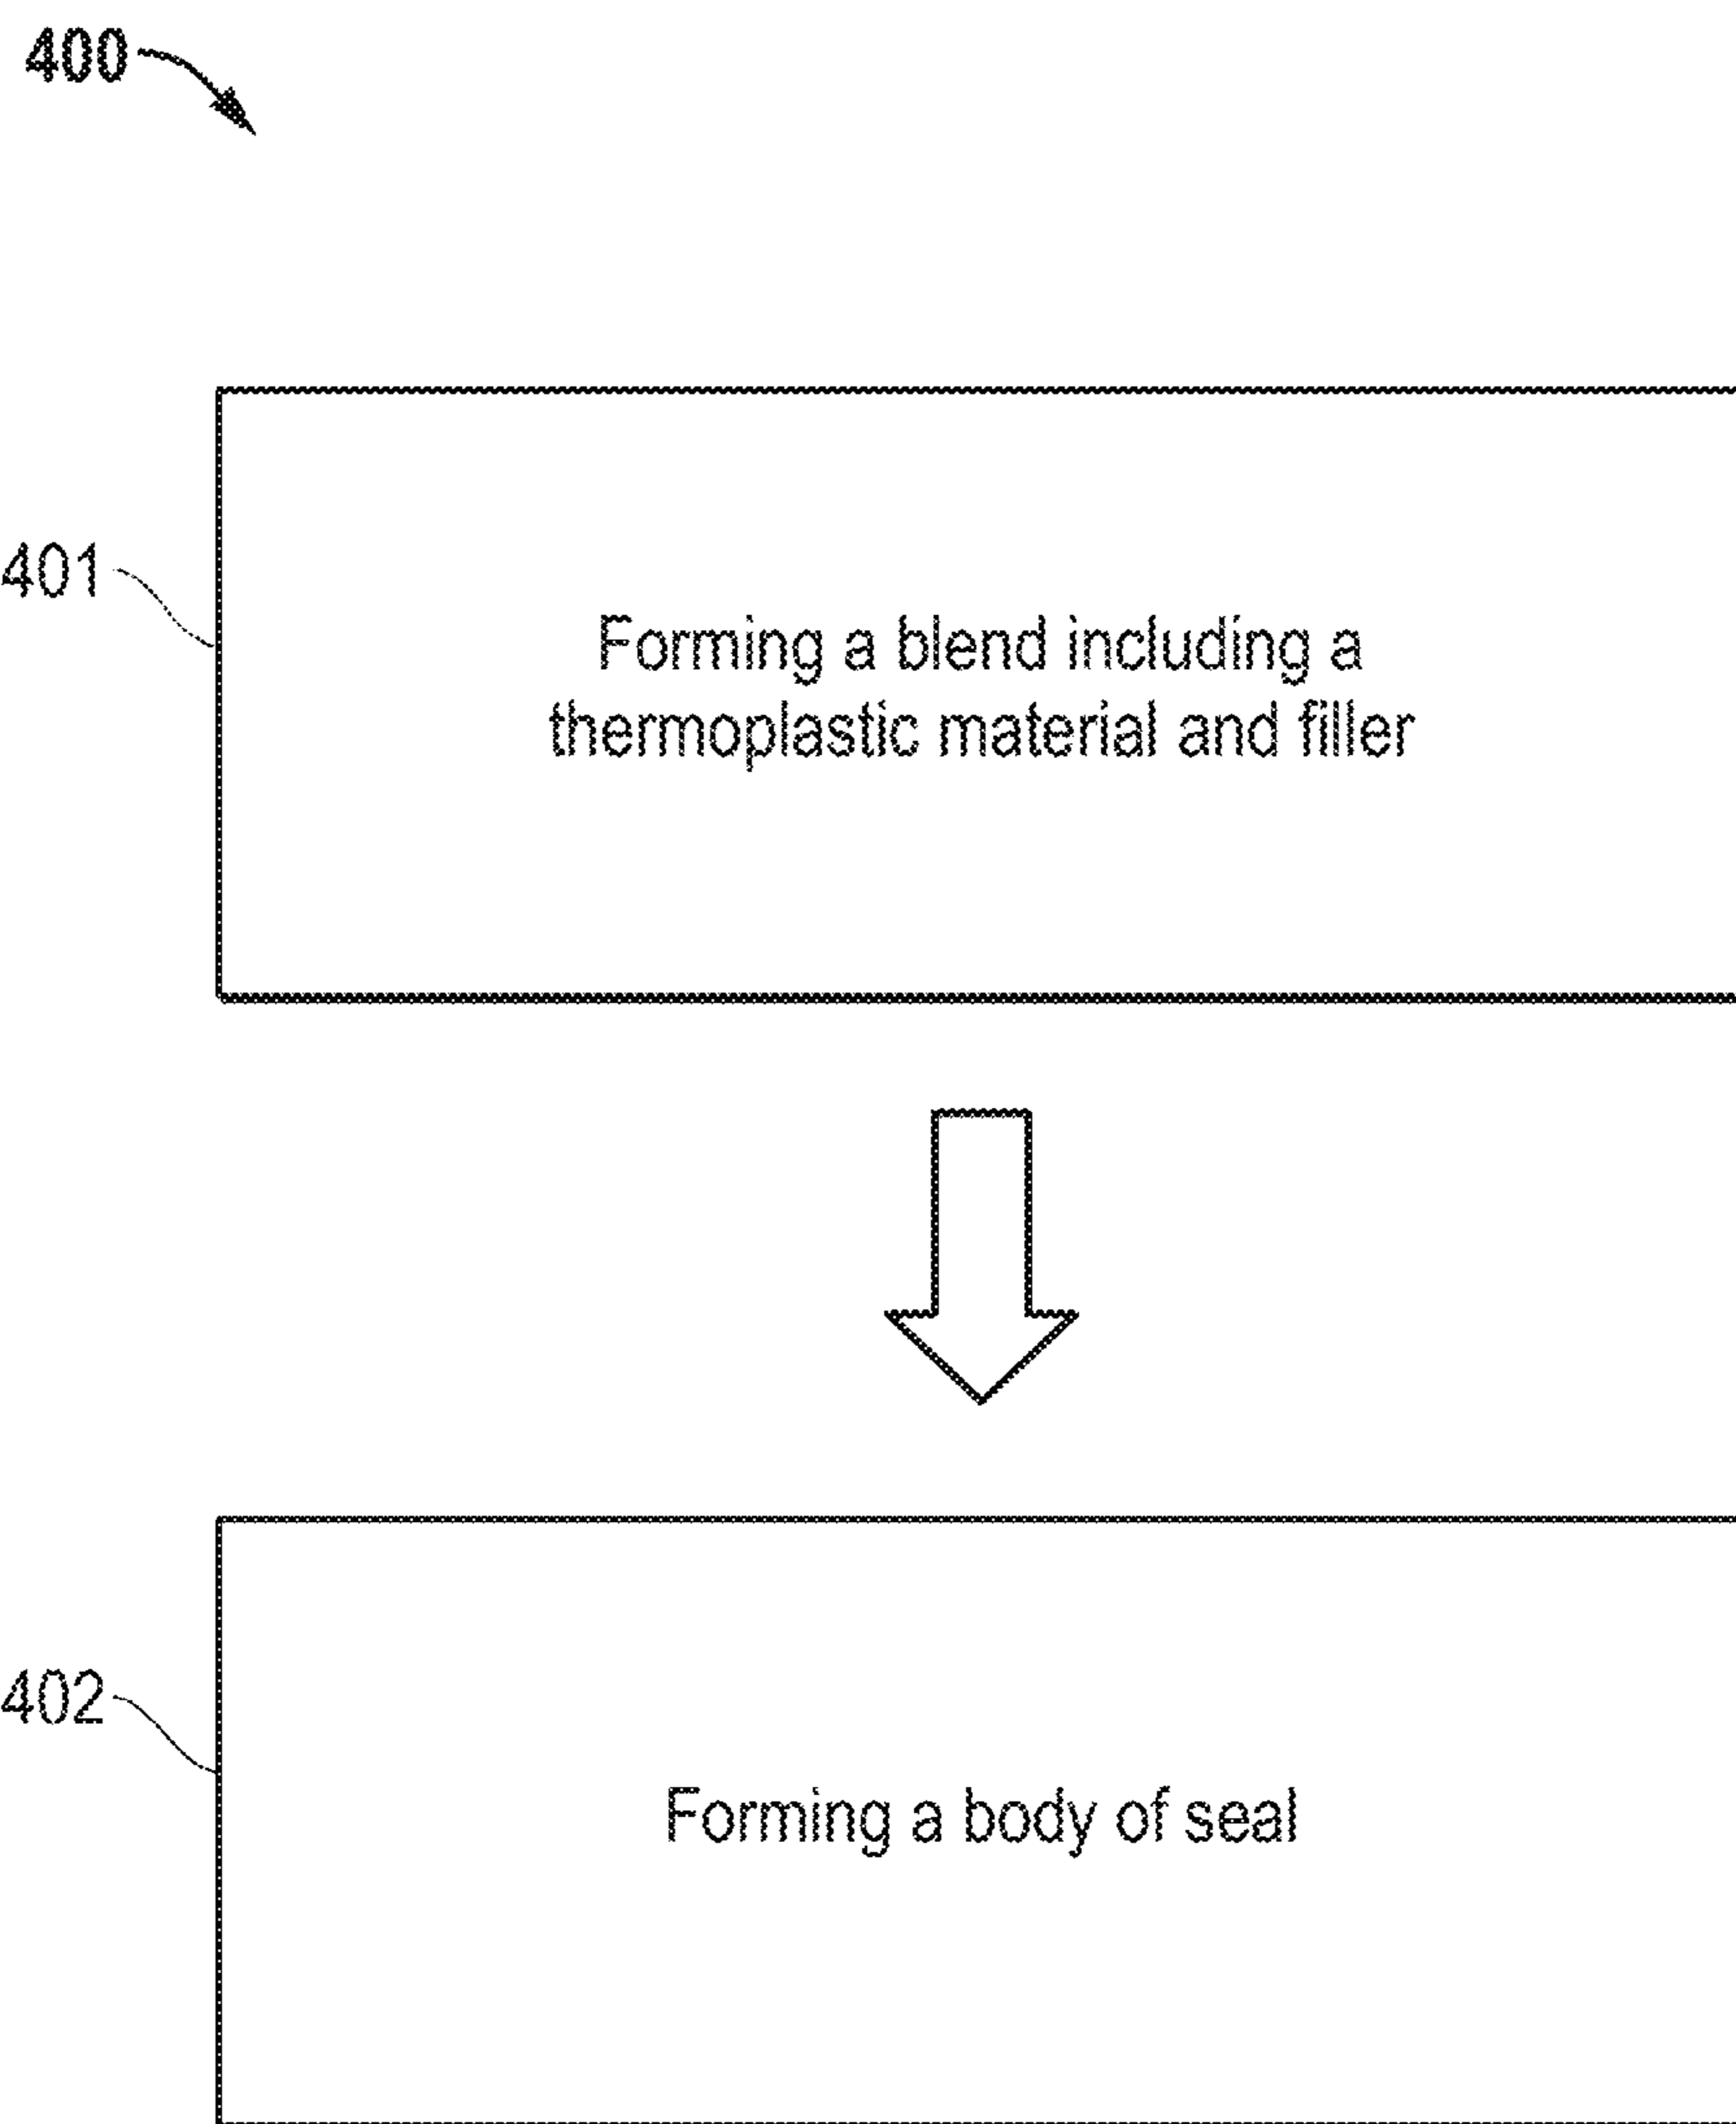 400
401
Forming a blend including a
thermoplastic material and filler
402
Forming a body of seal